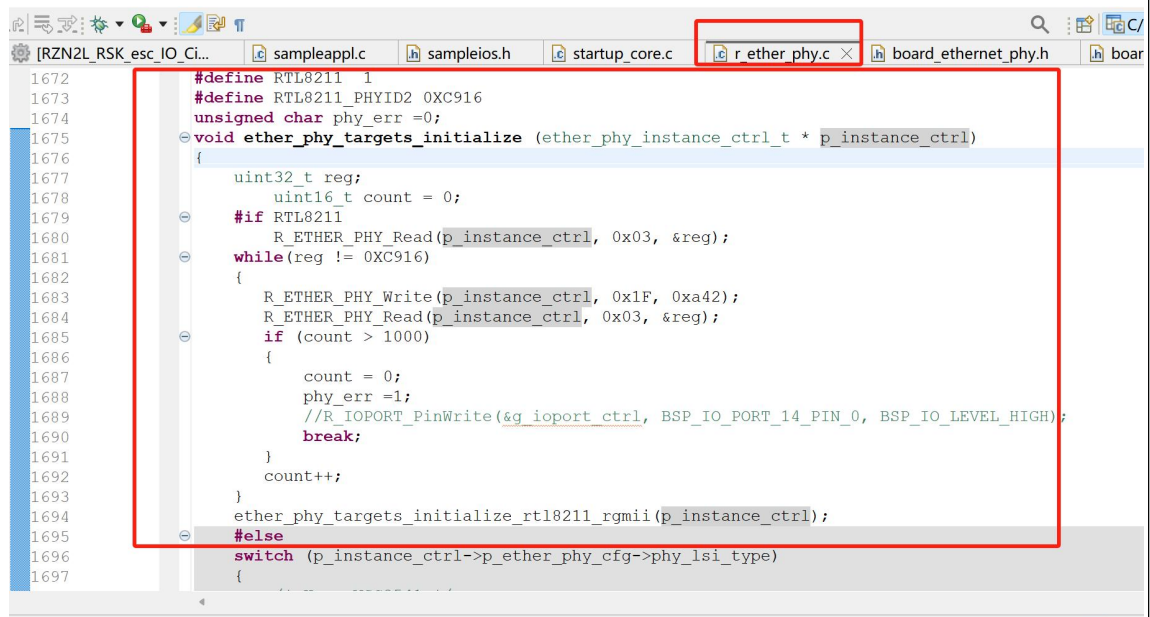 C/
[RZN2L_RSK_esc_IO_Ci... sampleappl.c sampleios.h startup_core.c r_ether_phy.c board_ethernet_phy.h boar
1672 #define RTL8211 1
1673 #define RTL8211_PHYID2 0XC916
1674 unsigned char phy_err =0;
1675 void ether_phy_targets_initialize (ether_phy_instance_ctrl_t * p_instance_ctrl)
1676 {
1677 uint32_t reg;
1678 uint16_t count = 0;
1679 #if RTL8211
1680 R_ETHER_PHY_Read(p_instance_ctrl, 0x03, &reg);
1681 while(reg != 0XC916)
1682 {
1683 R_ETHER_PHY_Write(p_instance_ctrl, 0x1F, 0xa42);
1684 R_ETHER_PHY_Read(p_instance_ctrl, 0x03, &reg);
1685 if (count > 1000)
1686 {
1687 count = 0;
1688 phy_err =1;
1689 //R_IOPORT_PinWrite(&g_ioport_ctrl, BSP_IO_PORT_14_PIN_0, BSP_IO_LEVEL_HIGH);
1690 break;
1691 }
1692 count++;
1693 }
1694 ether_phy_targets_initialize_rtl8211_rgmii(p_instance_ctrl);
1695 #else
1696 switch (p_instance_ctrl->p_ether_phy_cfg->phy_lsi_type)
1697 {